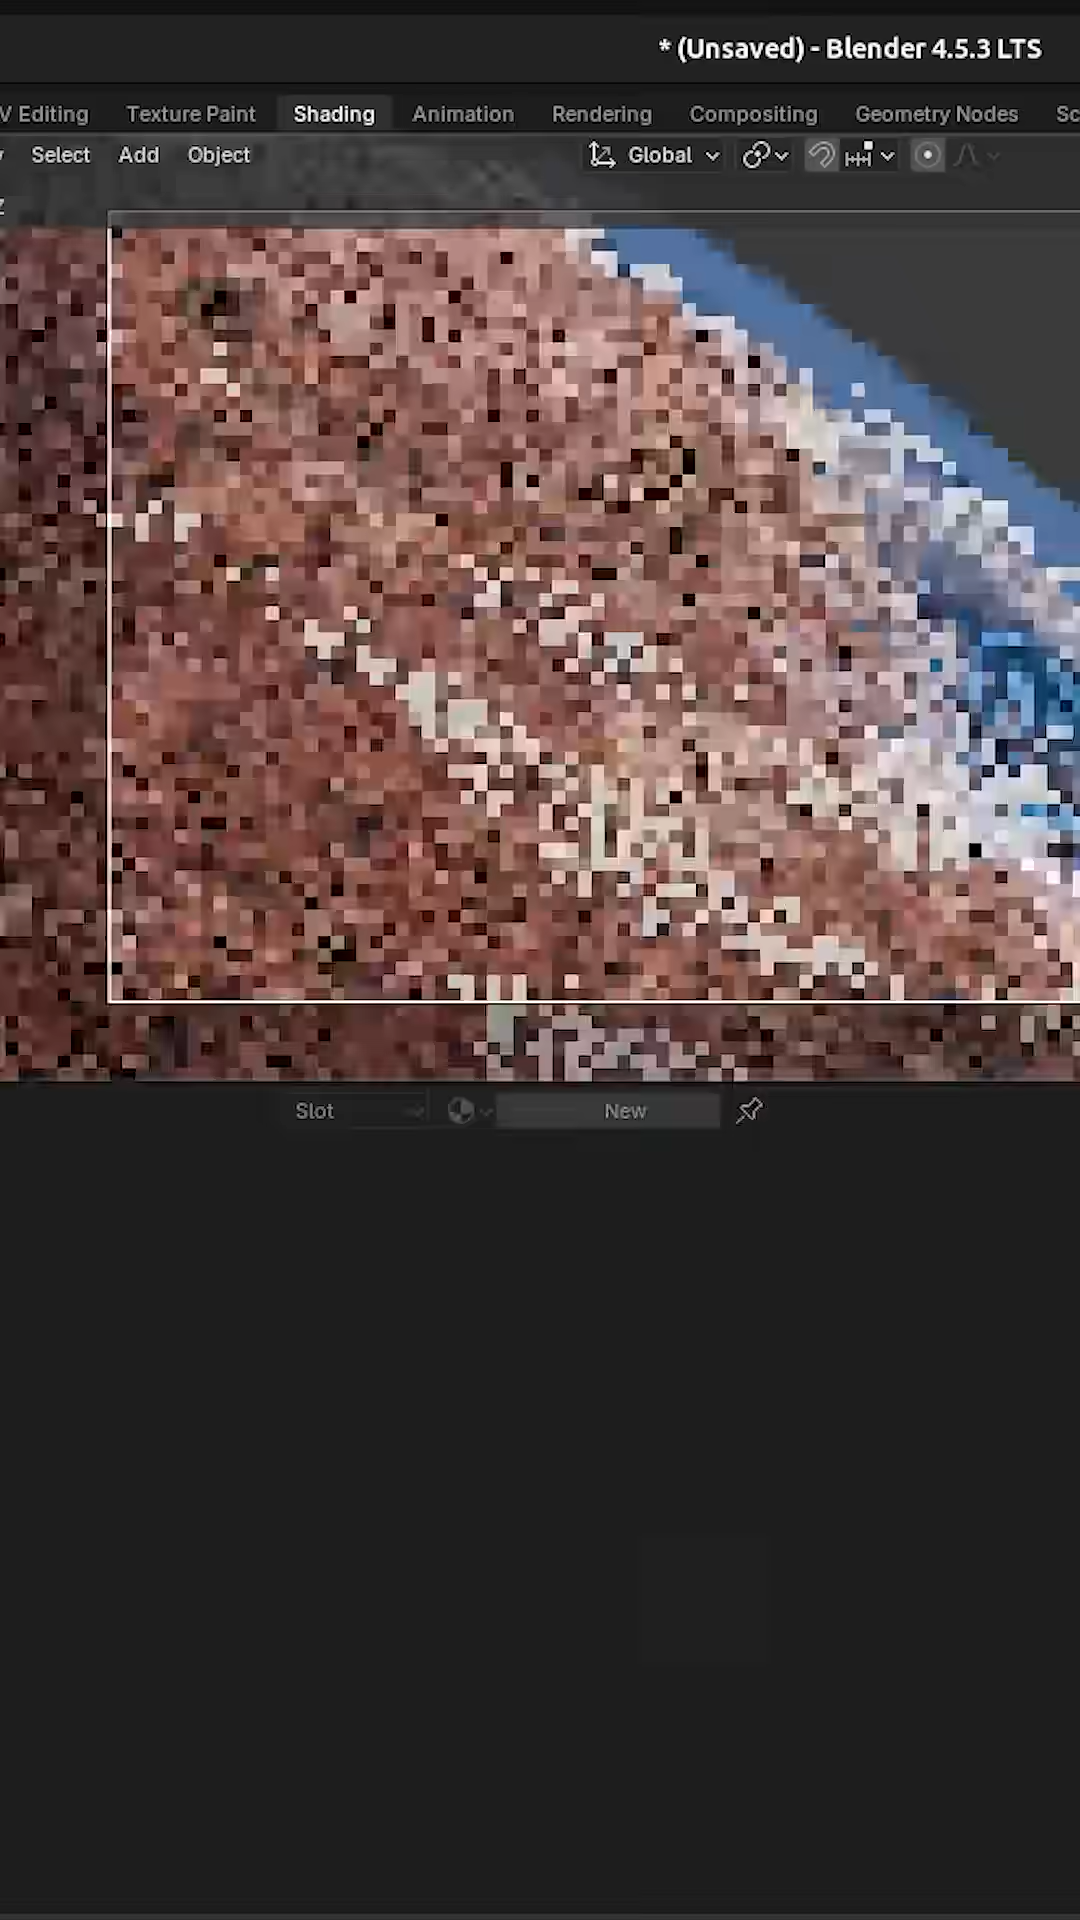 * (Unsaved) - Blender 4.5.3 LTS
V Editing Texture Paint Shading Animation Rendering Compositing Geometry Nodes Sc
Select Add Object Global
Slot New